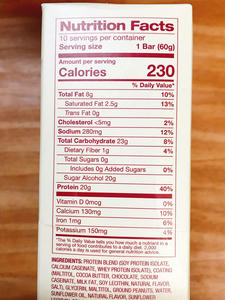 Nutrition Facts
10 servings per container
Serving size 1 Bar (60g)
Amount per serving
Calories 230
% Daily Value*
Total Fat 8g 10%
Saturated Fat 2.5g 13%
Trans Fat 0g
Cholesterol <5mg 2%
Sodium 280mg 12%
Total Carbohydrate 23g 8%
Dietary Fiber 1g 4%
Total Sugars 0g
Includes 0g Added Sugars 0%
Sugar Alcohol 20g
Protein 20g 40%
Vitamin D 0mcg 0%
Calcium 130mg 10%
Iron 1mg 6%
Potassium 150mg 4%
*The % Daily Value tells you how much a nutrient in a
serving of food contributes to a daily diet. 2,000
calories a day is used for general nutrition advice.
INGREDIENTS: PROTEIN BLEND (SOY PROTEIN ISOLATE,
CALCIUM CASEINATE, WHEY PROTEIN ISOLATE), COATING
(MALTITOL, COCOA BUTTER, CHOCOLATE, SODIUM
CASEINATE, MILK FAT, SOY LECITHIN, NATURAL FLAVOR,
SALT), GLYCERIN, MALTITOL, GROUND PEANUTS, WATER,
SUNFLOWER OIL, NATURAL FLAVOR,